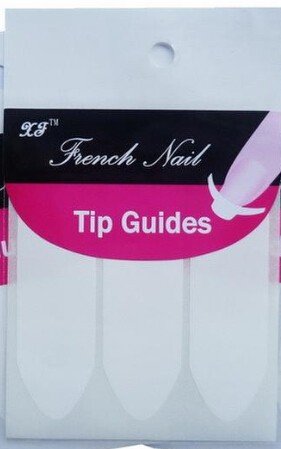 XF™
French Nail
Tip Guides